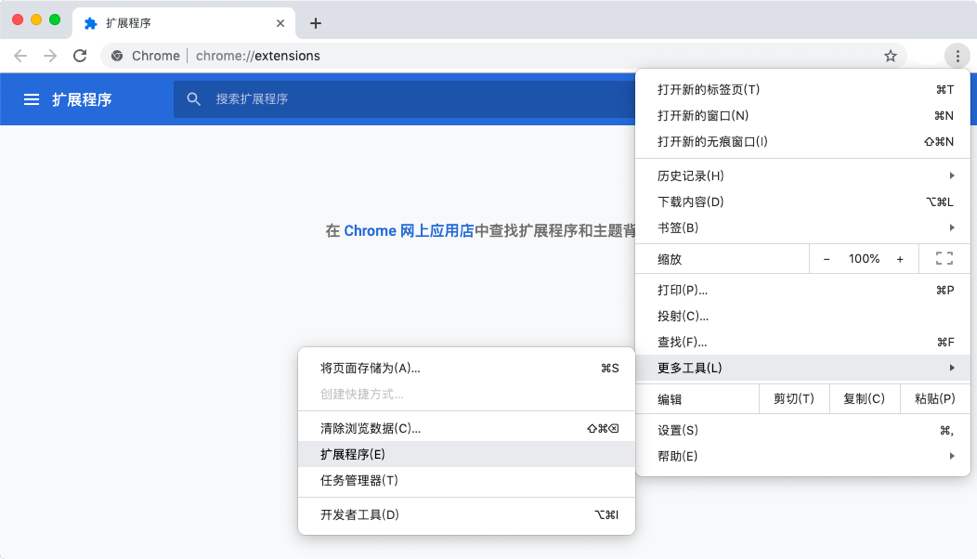 扩展程序
Chrome | chrome://extensions
扩展程序
搜索扩展程序
在 Chrome 网上应用店中查找扩展程序和主题背
打开新的标签页(T) ⌘T
打开新的窗口(N) ⌘N
打开新的无痕窗口(I) ⇧⌘N
历史记录(H)
下载内容(D) ⌥⌘L
书签(B)
缩放 − 100% +
打印(P)... ⌘P
投射(C)...
查找(F)... ⌘F
更多工具(L)
编辑 剪切(T) 复制(C) 粘贴(P)
设置(S) ⌘,
帮助(E)
将页面存储为(A)... ⌘S
创建快捷方式...
清除浏览数据(C)... ⇧⌘⌫
扩展程序(E)
任务管理器(T)
开发者工具(D) ⌥⌘I